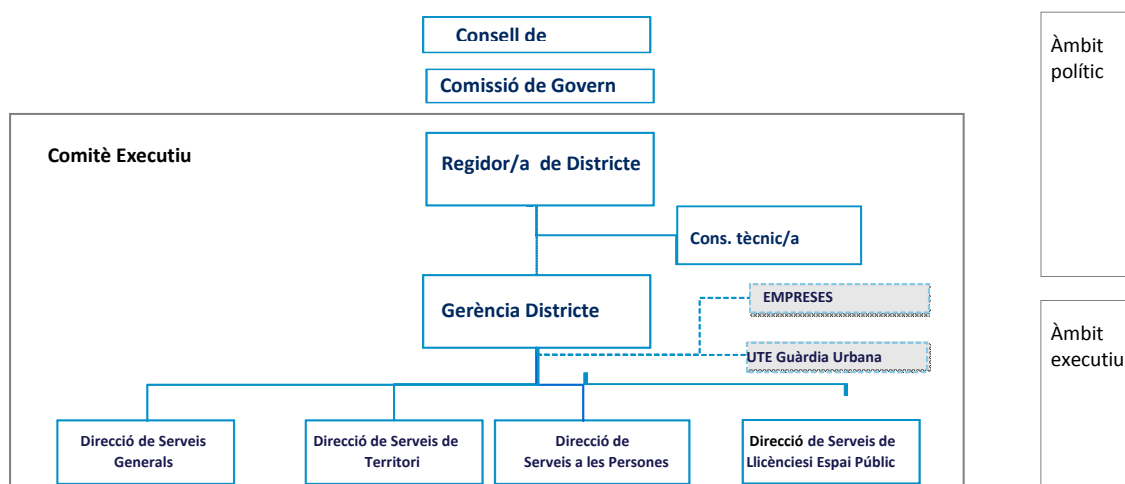 Consell de
Comissió de Govern
Àmbit
polític
Comitè Executiu
Regidor/a de Districte
Cons. tècnic/a
Gerència Districte
EMPRESES
UTE Guàrdia Urbana
Àmbit
executiu
Direcció de Serveis
Generals
Direcció de Serveis de
Territori
Direcció de
Serveis a les Persones
Direcció de Serveis de
Llicènciesi Espai Públic